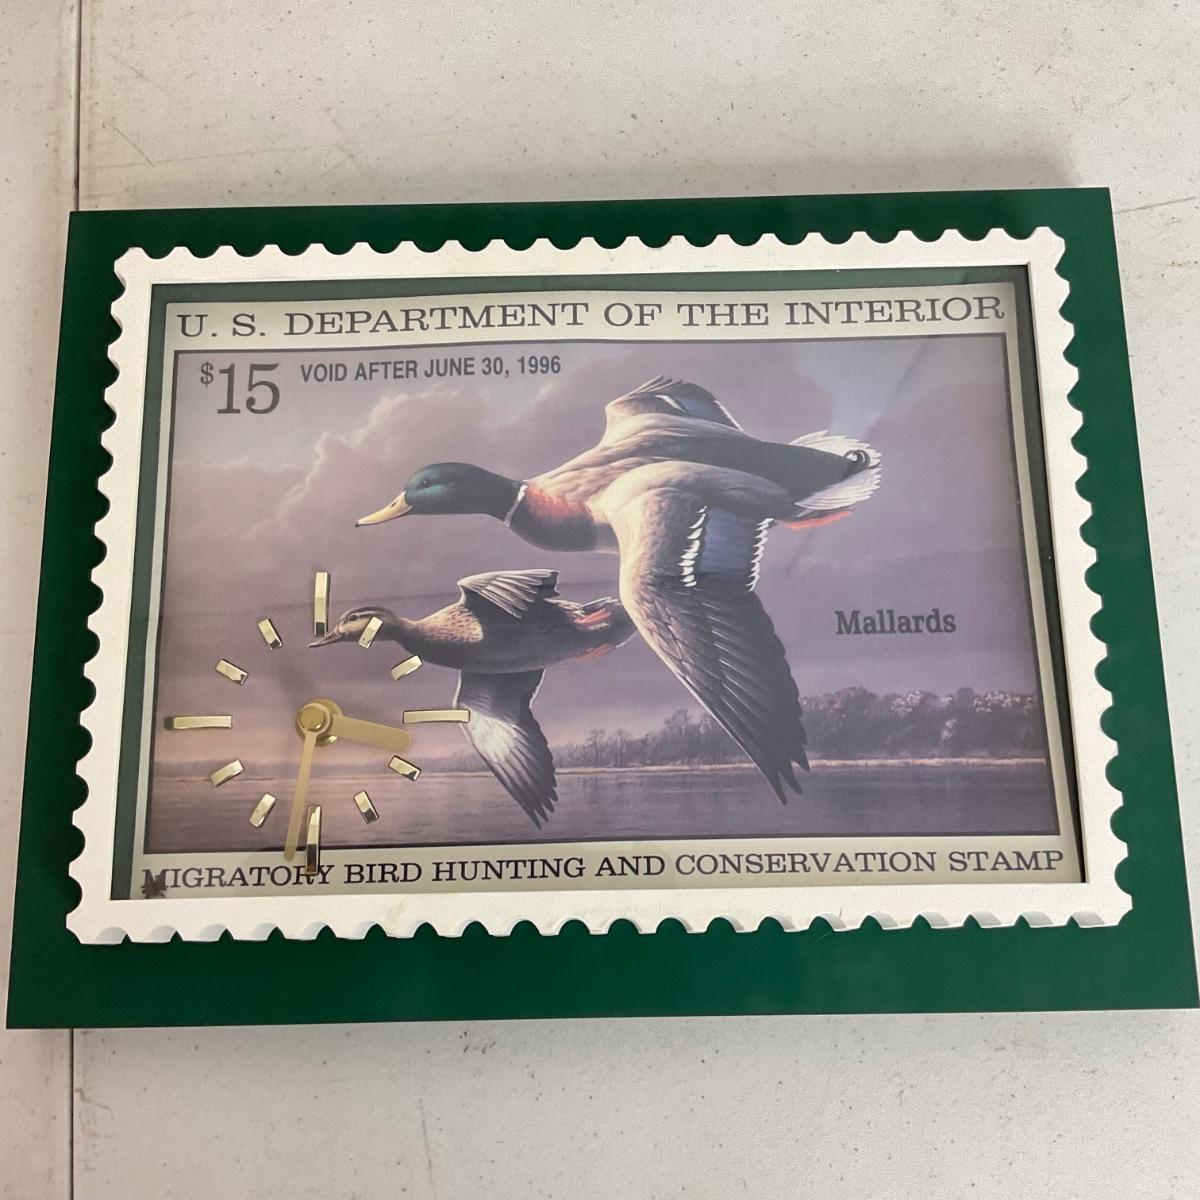 U. S. DEPARTMENT OF THE INTERIOR
$15 VOID AFTER JUNE 30, 1996
Mallards
MIGRATORY BIRD HUNTING AND CONSERVATION STAMP